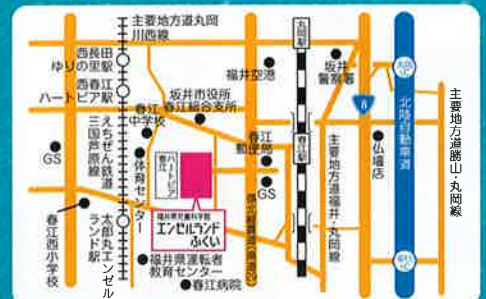 主要地方道丸岡
川西線
西長田
ゆりの里駅
西春江
ハートピア駅
福井空港
丸岡駅
坂井
警察署
坂井市役所
春江総合支所
春江
中学校
えちぜん鉄道
三国芦原線
GS
体育センター
ハートピア
春江
春江
郵便局
GS
春江駅
主要地方道福井・丸岡線
8
仏壇店
北陸自動車道
主要地方道勝山・丸岡線
福井県児童科学館
エンゼルランド
ふくい
春江西小学校
太郎丸エンゼル
ランド駅
福井県運転者
教育センター
春江病院